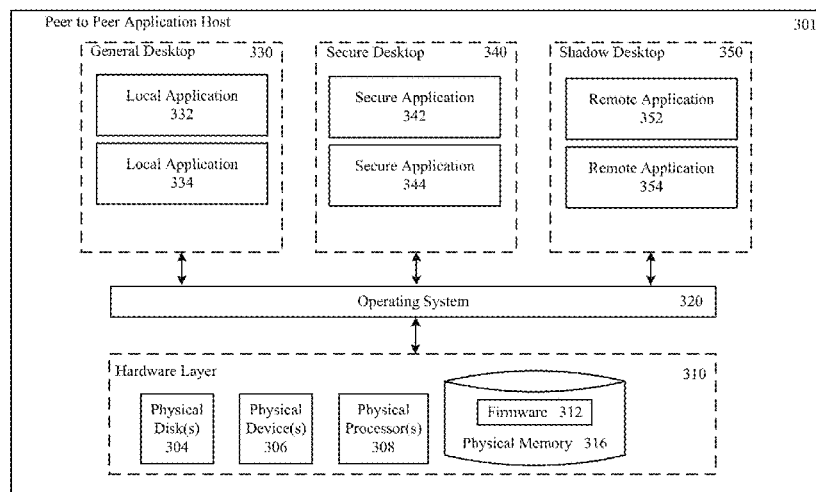 Peer to Peer Application Host 301
General Desktop 330
Local Application
332
Local Application
334
Secure Desktop 340
Secure Application
342
Secure Application
344
Shadow Desktop 350
Remote Application
352
Remote Application
354
Operating System 320
Hardware Layer 310
Physical
Disk(s)
304
Physical
Device(s)
306
Physical
Processor(s)
308
Firmware 312
Physical Memory 316